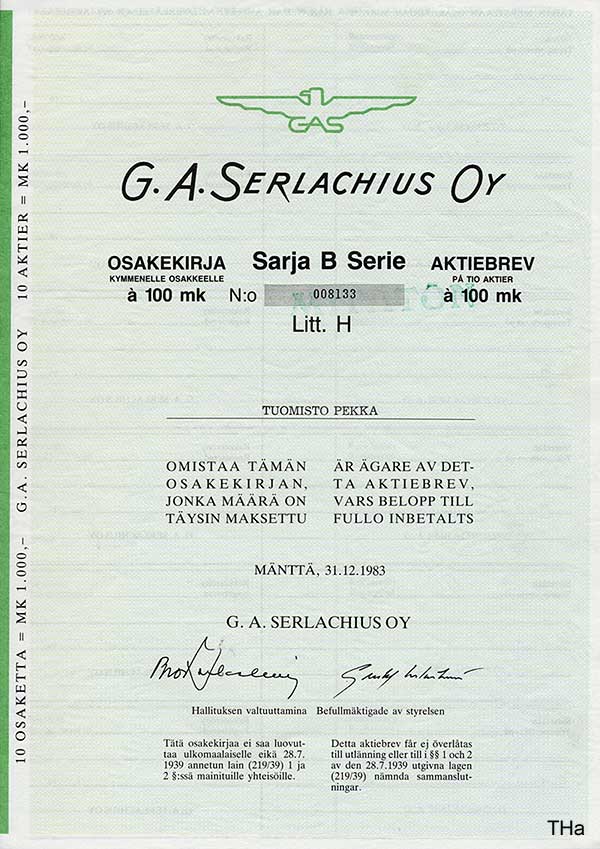 GAS
G. A. SERLACHIUS OY
OSAKEKIRJA
KYMMENELLE OSAKKEELLE
à 100 mk
Sarja B Serie
N:o 008133
Litt. H
AKTIEBREV
PÅ TIO AKTIER
à 100 mk
TUOMISTO PEKKA
OMISTAA TÄMÄN
OSAKEKIRJAN,
JONKA MÄÄRÄ ON
TÄYSIN MAKSETTU
ÄR ÄGARE AV DET-
TA AKTIEBREV,
VARS BELOPP TILL
FULLO INBETALTS
MÄNTTÄ, 31.12.1983
G. A. SERLACHIUS OY
Hallituksen valtuuttamina
Befullmäktigade av styrelsen
Tätä osakekirjaa ei saa luovut-
taa ulkomaalaiselle eikä 28.7.
1939 annetun lain (219/39) 1 ja
2 §:ssä mainituille yhteisöille.
Detta aktiebrev får ej överlåtas
till utlänning eller till i §§ 1 och 2
av den 28.7.1939 utgivna lagen
(219/39) nämnda sammanslut-
ningar.
10 OSAKETTA = MK 1.000,– G. A. SERLACHIUS OY 10 AKTIER = MK 1.000,–
THa